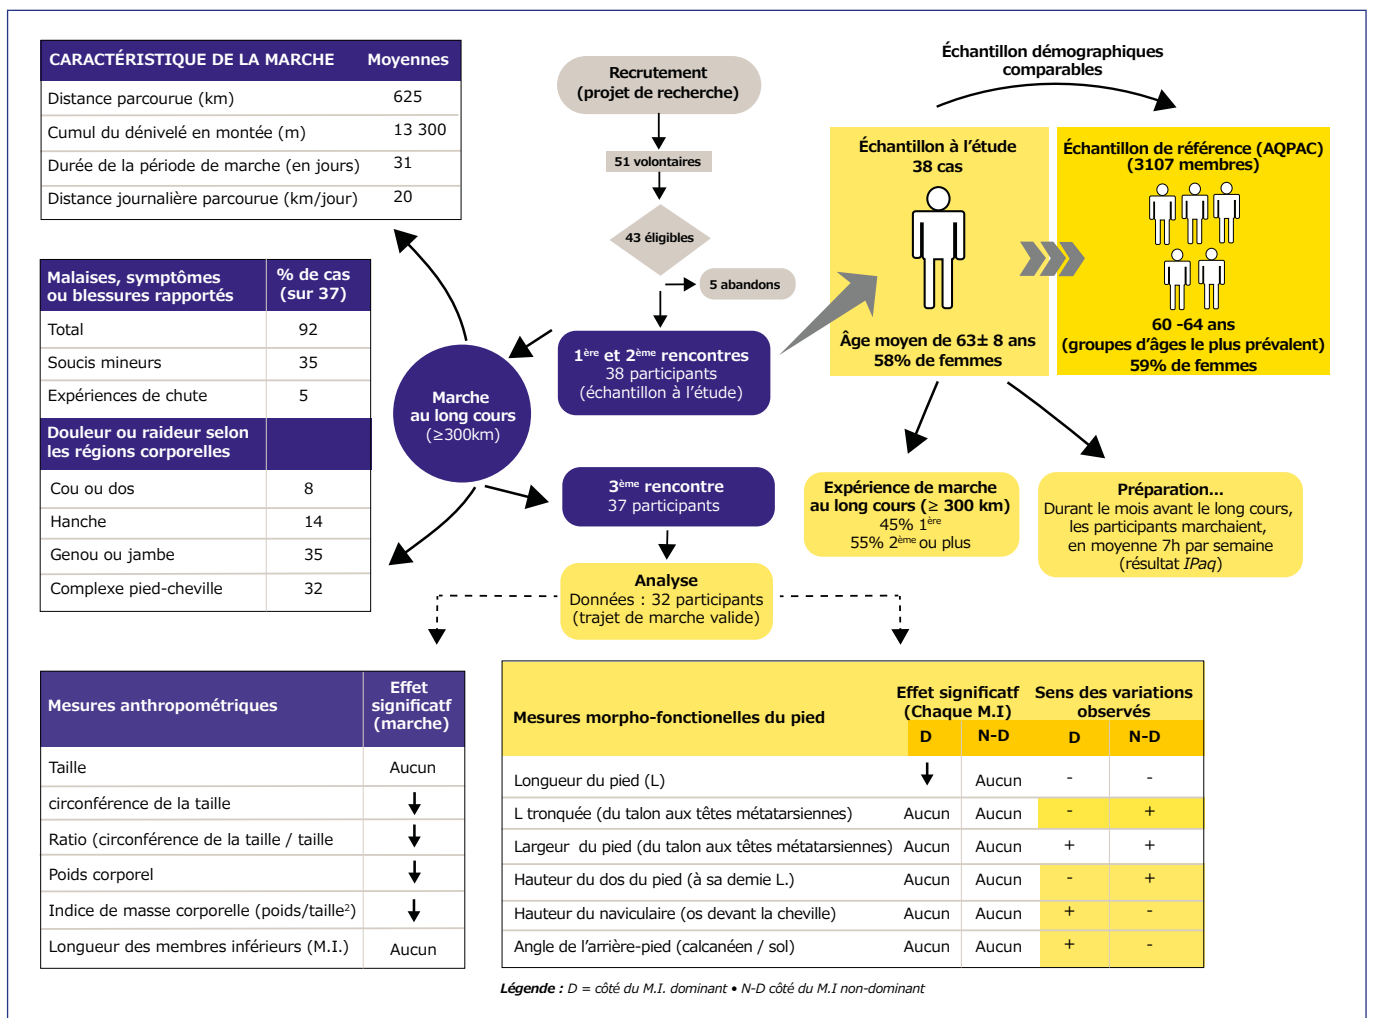 CARACTÉRISTIQUE DE LA MARCHE Moyennes
Distance parcourue (km) 625
Cumul du dénivelé en montée (m) 13 300
Durée de la période de marche (en jours) 31
Distance journalière parcourue (km/jour) 20
Malaises, symptômes
ou blessures rapportés
% de cas
(sur 37)
Total 92
Soucis mineurs 35
Expériences de chute 5
Douleur ou raideur selon
les régions corporelles
Cou ou dos 8
Hanche 14
Genou ou jambe 35
Complexe pied-cheville 32
Recrutement
(projet de recherche)
51 volontaires
43 éligibles
5 abandons
1ère et 2ème rencontres
38 participants
(échantillon à l'étude)
Marche
au long cours
(≥300km)
3ème rencontre
37 participants
Analyse
Données : 32 participants
(trajet de marche valide)
Échantillon démographiques
comparables
Échantillon à l'étude
38 cas
Âge moyen de 63± 8 ans
58% de femmes
Échantillon de référence (AQPAC)
(3107 membres)
60 -64 ans
(groupes d'âges le plus prévalent)
59% de femmes
Expérience de marche
au long cours (≥ 300 km)
45% 1ère
55% 2ème ou plus
Préparation...
Durant le mois avant le long cours,
les participants marchaient,
en moyenne 7h par semaine
(résultat IPaq)
Mesures anthropométriques
Effet
significatf
(marche)
Taille Aucun
circonférence de la taille
Ratio (circonférence de la taille / taille
Poids corporel
Indice de masse corporelle (poids/taille²)
Longueur des membres inférieurs (M.I.) Aucun
Mesures morpho-fonctionelles du pied
Effet significatf
(Chaque M.I)
Sens des variations
observés
D N-D D N-D
Longueur du pied (L) Aucun - -
L tronquée (du talon aux têtes métatarsiennes) Aucun Aucun - +
Largeur du pied (du talon aux têtes métatarsiennes) Aucun Aucun + +
Hauteur du dos du pied (à sa demie L.) Aucun Aucun - +
Hauteur du naviculaire (os devant la cheville) Aucun Aucun + -
Angle de l'arrière-pied (calcanéen / sol) Aucun Aucun + -
Légende : D = côté du M.I. dominant • N-D côté du M.I non-dominant